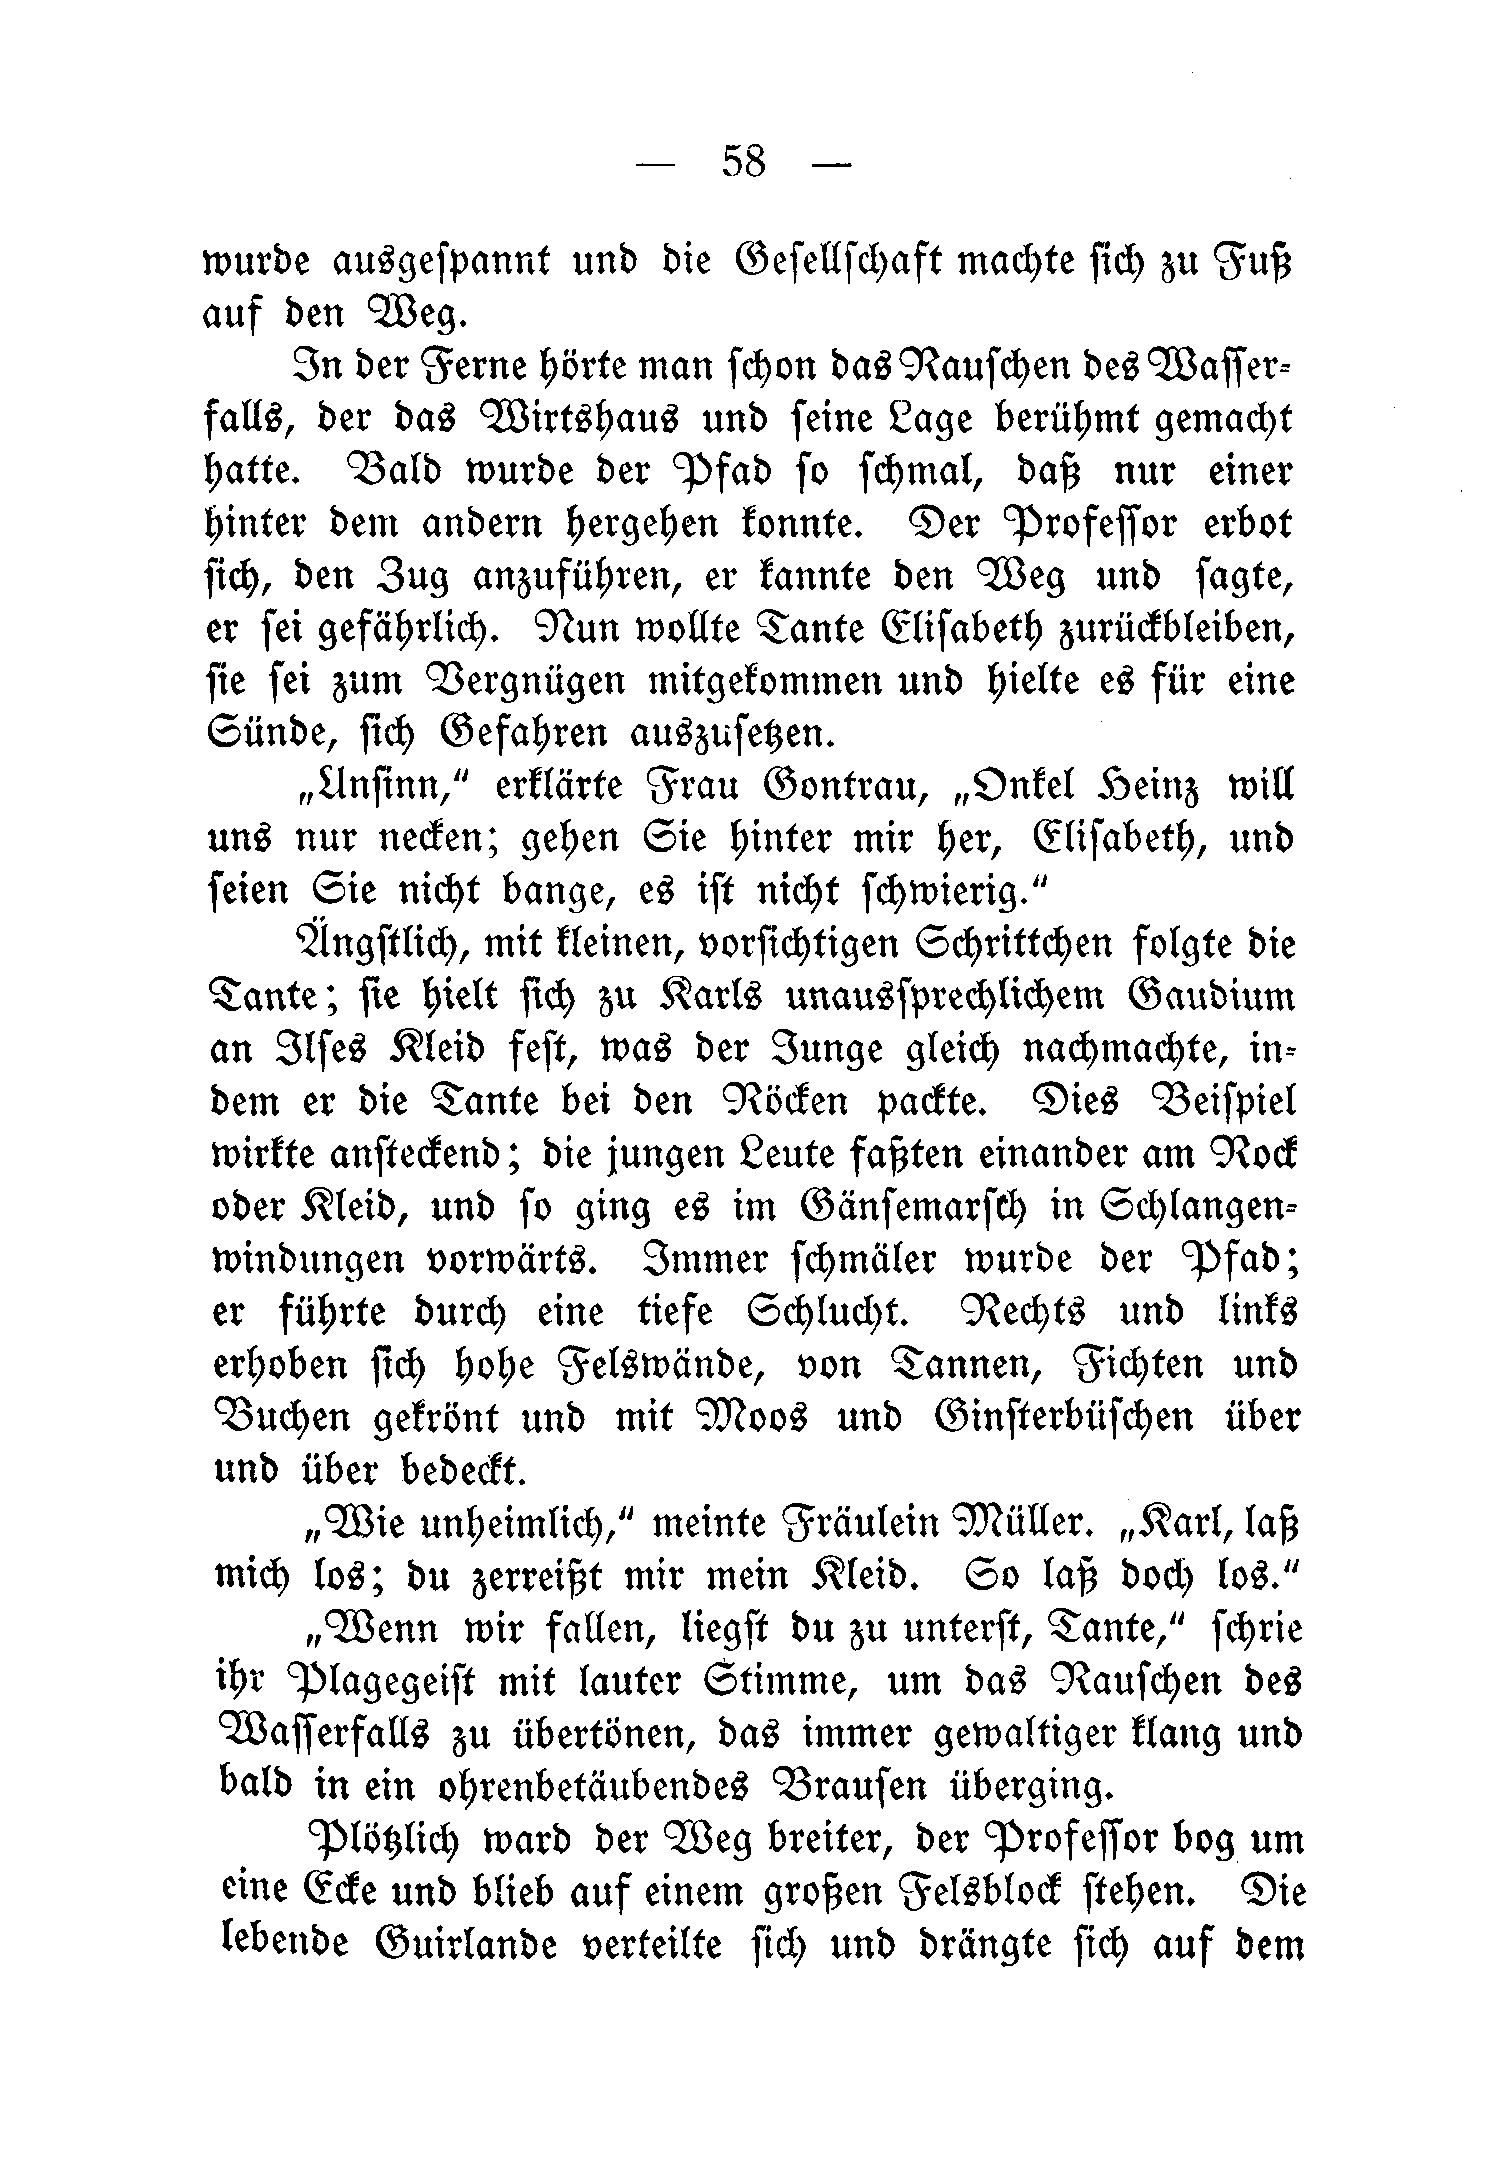 — 58 —
wurde ausgeſpannt und die Geſellſchaft machte ſich zu Fuß
auf den Weg.
In der Ferne hörte man ſchon das Rauſchen des Waſſer-
falls, der das Wirtshaus und ſeine Lage berühmt gemacht
hatte. Bald wurde der Pfad ſo ſchmal, daß nur einer
hinter dem andern hergehen konnte. Der Profeſſor erbot
ſich, den Zug anzuführen, er kannte den Weg und ſagte,
er ſei gefährlich. Nun wollte Tante Eliſabeth zurückbleiben,
ſie ſei zum Vergnügen mitgekommen und hielte es für eine
Sünde, ſich Gefahren auszuſetzen.
„Unſinn,“ erklärte Frau Gontrau, „Onkel Heinz will
uns nur necken; gehen Sie hinter mir her, Eliſabeth, und
ſeien Sie nicht bange, es iſt nicht ſchwierig.“
Ängſtlich, mit kleinen, vorſichtigen Schrittchen folgte die
Tante; ſie hielt ſich zu Karls unausſprechlichem Gaudium
an Ilſes Kleid feſt, was der Junge gleich nachmachte, in-
dem er die Tante bei den Röcken packte. Dies Beiſpiel
wirkte anſteckend; die jungen Leute faßten einander am Rock
oder Kleid, und ſo ging es im Gänſemarſch in Schlangen-
windungen vorwärts. Immer ſchmäler wurde der Pfad;
er führte durch eine tiefe Schlucht. Rechts und links
erhoben ſich hohe Felswände, von Tannen, Fichten und
Buchen gekrönt und mit Moos und Ginſterbüſchen über
und über bedeckt.
„Wie unheimlich,“ meinte Fräulein Müller. „Karl, laß
mich los; du zerreißt mir mein Kleid. So laß doch los.“
„Wenn wir fallen, liegſt du zu unterſt, Tante,“ ſchrie
ihr Plagegeiſt mit lauter Stimme, um das Rauſchen des
Waſſerfalls zu übertönen, das immer gewaltiger klang und
bald in ein ohrenbetäubendes Brauſen überging.
Plötzlich ward der Weg breiter, der Profeſſor bog um
eine Ecke und blieb auf einem großen Felsblock ſtehen. Die
lebende Guirlande verteilte ſich und drängte ſich auf dem